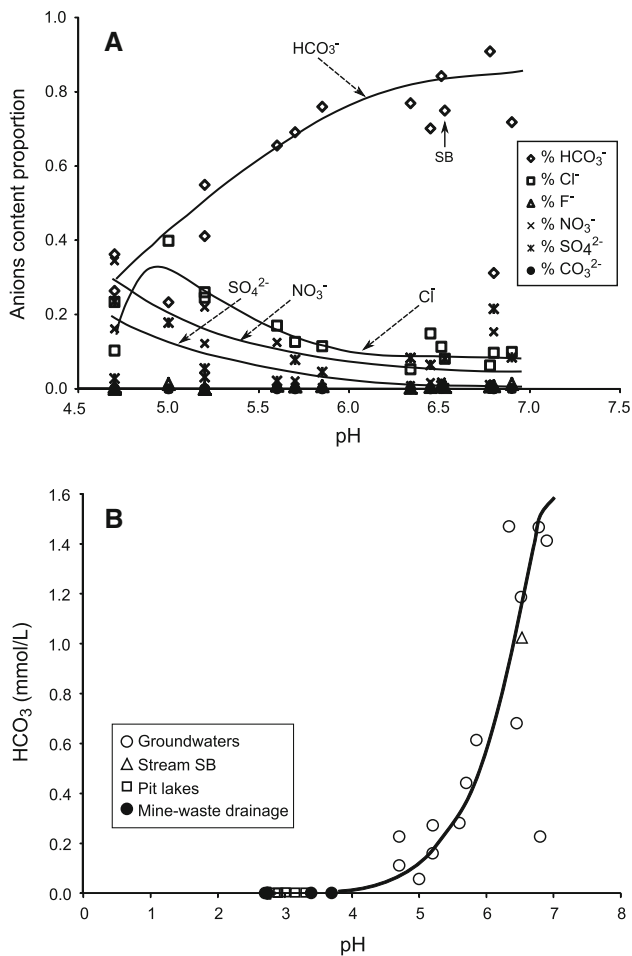 A
1.0
0.8
0.6
0.4
0.2
0.0
Anions content proportion
HCO₃⁻
SB
SO₄²⁻
NO₃⁻
Cl⁻
% HCO₃⁻
% Cl⁻
% F⁻
% NO₃⁻
% SO₄²⁻
% CO₃²⁻
4.5 5.0 5.5 6.0 6.5 7.0 7.5
pH
B
1.6
1.4
1.2
1.0
0.8
0.6
0.4
0.2
0.0
HCO₃ (mmol/L)
Groundwaters
Stream SB
Pit lakes
Mine-waste drainage
0 1 2 3 4 5 6 7 8
pH